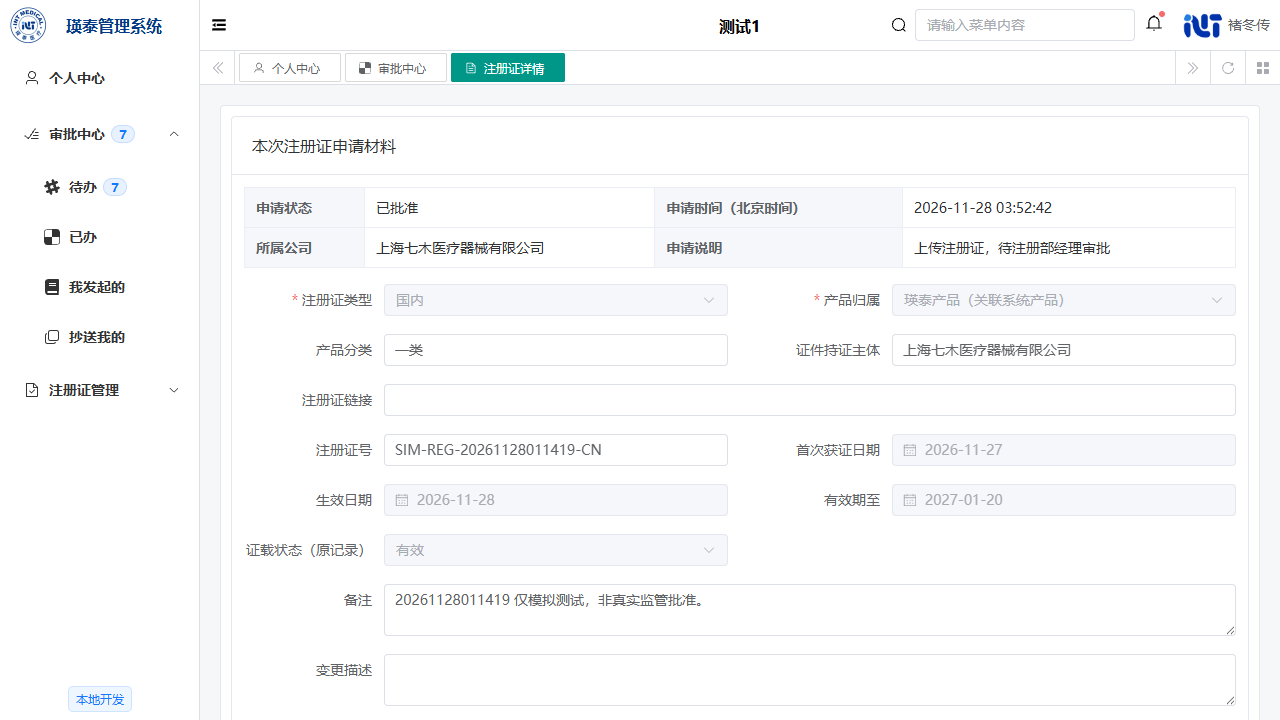 瑛泰管理系统
测试1
请输入菜单内容
褚冬传
个人中心
审批中心
注册证详情
个人中心
审批中心 7
待办 7
已办
我发起的
抄送我的
注册证管理
本地开发
本次注册证申请材料
申请状态 已批准 申请时间（北京时间） 2026-11-28 03:52:42
所属公司 上海七木医疗器械有限公司 申请说明 上传注册证，待注册部经理审批
* 注册证类型 国内 * 产品归属 瑛泰产品（关联系统产品）
产品分类 一类 证件持证主体 上海七木医疗器械有限公司
注册证链接
注册证号 SIM-REG-20261128011419-CN 首次获证日期 2026-11-27
生效日期 2026-11-28 有效期至 2027-01-20
证载状态（原记录） 有效
备注 20261128011419 仅模拟测试，非真实监管批准。
变更描述